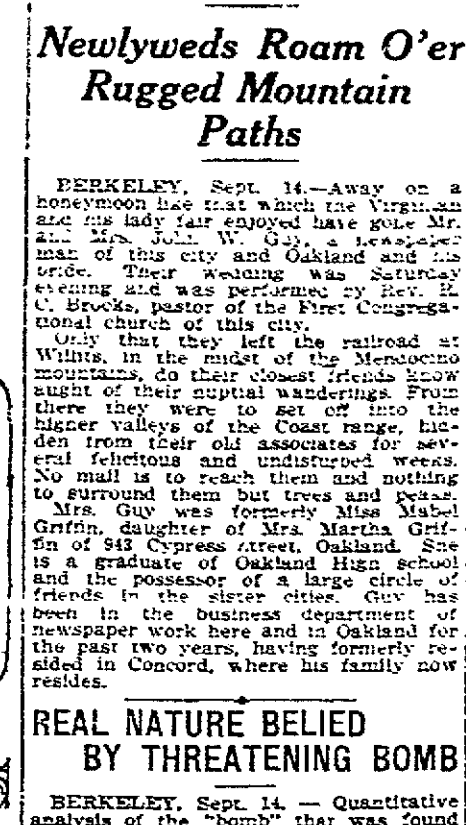 Newlyweds Roam O'er
Rugged Mountain
Paths
BERKELEY, Sept. 14.—Away on a
honeymoon like that which the Virginian
and his lady fair enjoyed have gone Mr.
and Mrs. John W. Guy, a newspaper
man of this city and Oakland and his
bride. Their wedding was Saturday
evening and was performed by Rev. R.
C. Brooks, pastor of the First Congrega-
tional church of this city.
Only that they left the railroad at
Willits, in the midst of the Mendocino
mountains, do their closest friends know
aught of their nuptial wanderings. From
there they were to set off into the
higher valleys of the Coast range, hid-
den from their old associates for sev-
eral felicitous and undisturbed weeks.
No mail is to reach them and nothing
to surround them but trees and peaks.
Mrs. Guy was formerly Miss Mabel
Griffin, daughter of Mrs. Martha Grif-
fin of 943 Cypress street, Oakland. She
is a graduate of Oakland High school
and the possessor of a large circle of
friends in the sister cities. Guy has
been in the business department of
newspaper work here and in Oakland for
the past two years, having formerly re-
sided in Concord, where his family now
resides.
REAL NATURE BELIED
BY THREATENING BOMB
BERKELEY, Sept. 14. — Quantitative
analysis of the "bomb" that was found